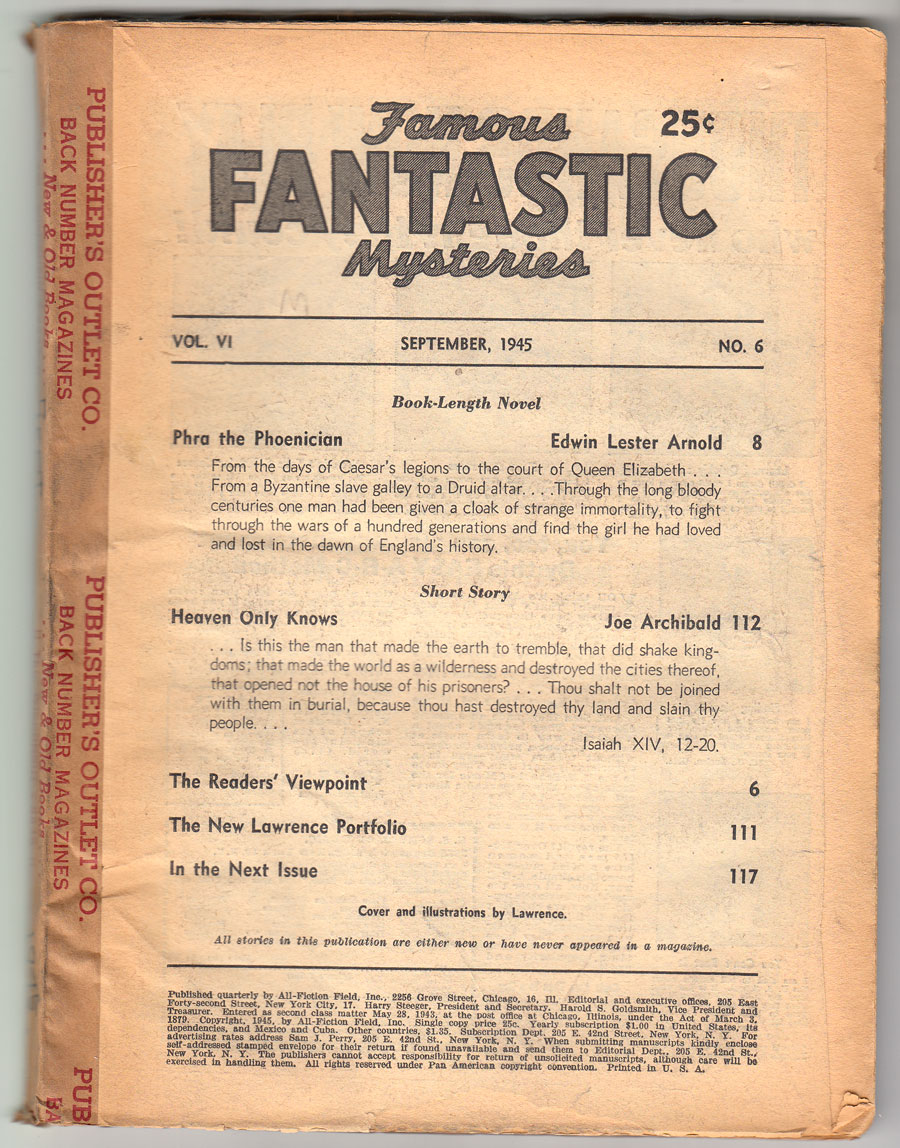 Famous 25¢
FANTASTIC
Mysteries
VOL. VI SEPTEMBER, 1945 NO. 6
Book-Length Novel
Phra the Phoenician Edwin Lester Arnold 8
From the days of Caesar's legions to the court of Queen Elizabeth . . .
From a Byzantine slave galley to a Druid altar. . . .Through the long bloody
centuries one man had been given a cloak of strange immortality, to fight
through the wars of a hundred generations and find the girl he had loved
and lost in the dawn of England's history.
Short Story
Heaven Only Knows Joe Archibald 112
. . . Is this the man that made the earth to tremble, that did shake king-
doms; that made the world as a wilderness and destroyed the cities thereof,
that opened not the house of his prisoners? . . . Thou shalt not be joined
with them in burial, because thou hast destroyed thy land and slain thy
people. . . .
Isaiah XIV, 12-20.
The Readers' Viewpoint 6
The New Lawrence Portfolio 111
In the Next Issue 117
Cover and illustrations by Lawrence.
All stories in this publication are either new or have never appeared in a magazine.
Published quarterly by All-Fiction Field, Inc., 2256 Grove Street, Chicago, 16, Ill. Editorial and executive offices, 205 East
Forty-second Street, New York City, 17. Harry Steeger, President and Secretary. Harold S. Goldsmith, Vice President and
Treasurer. Entered as second class matter May 28, 1943, at the post office at Chicago, Illinois, under the Act of March 3,
1879. Copyright, 1945, by All-Fiction Field, Inc. Single copy price 25c. Yearly subscription $1.00 in United States, its
dependencies, and Mexico and Cuba. Other countries, $1.35. Subscription Dept. 205 E. 42nd Street, New York, N. Y. For
advertising rates address Sam J. Perry, 205 E. 42nd St., New York, N. Y. When submitting manuscripts kindly enclose
self-addressed stamped envelope for their return if found unavailable and send them to Editorial Dept., 205 E. 42nd St.,
New York, N. Y. The publishers cannot accept responsibility for return of unsolicited manuscripts, although care will be
exercised in handling them. All rights reserved under Pan American copyright convention. Printed in U. S. A.
PUBLISHER'S OUTLET CO.
BACK NUMBER MAGAZINES
. . . New & Old Books
PUBLISHER'S OUTLET CO.
BACK NUMBER MAGAZINES
. . . New & Old Books
PUB
BA